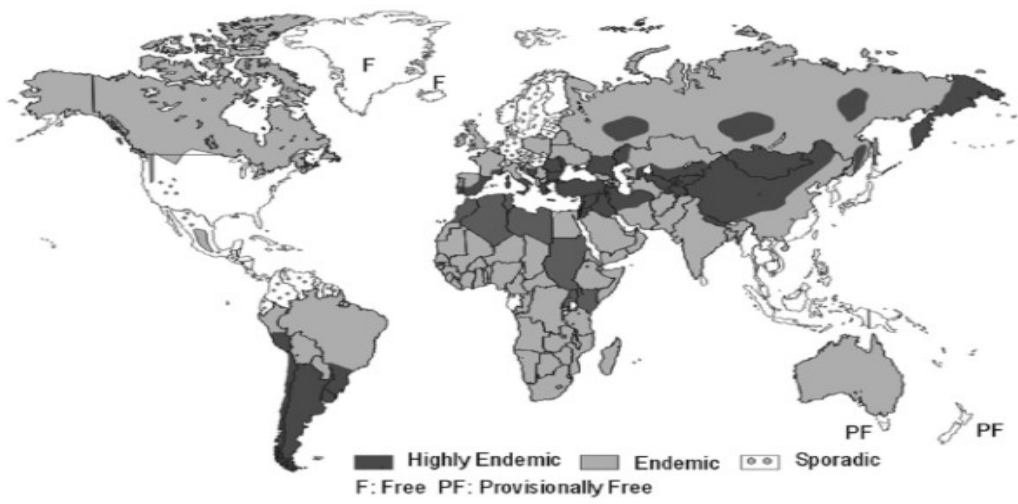 F
F
PF
PF
Highly Endemic Endemic Sporadic
F: Free PF: Provisionally Free